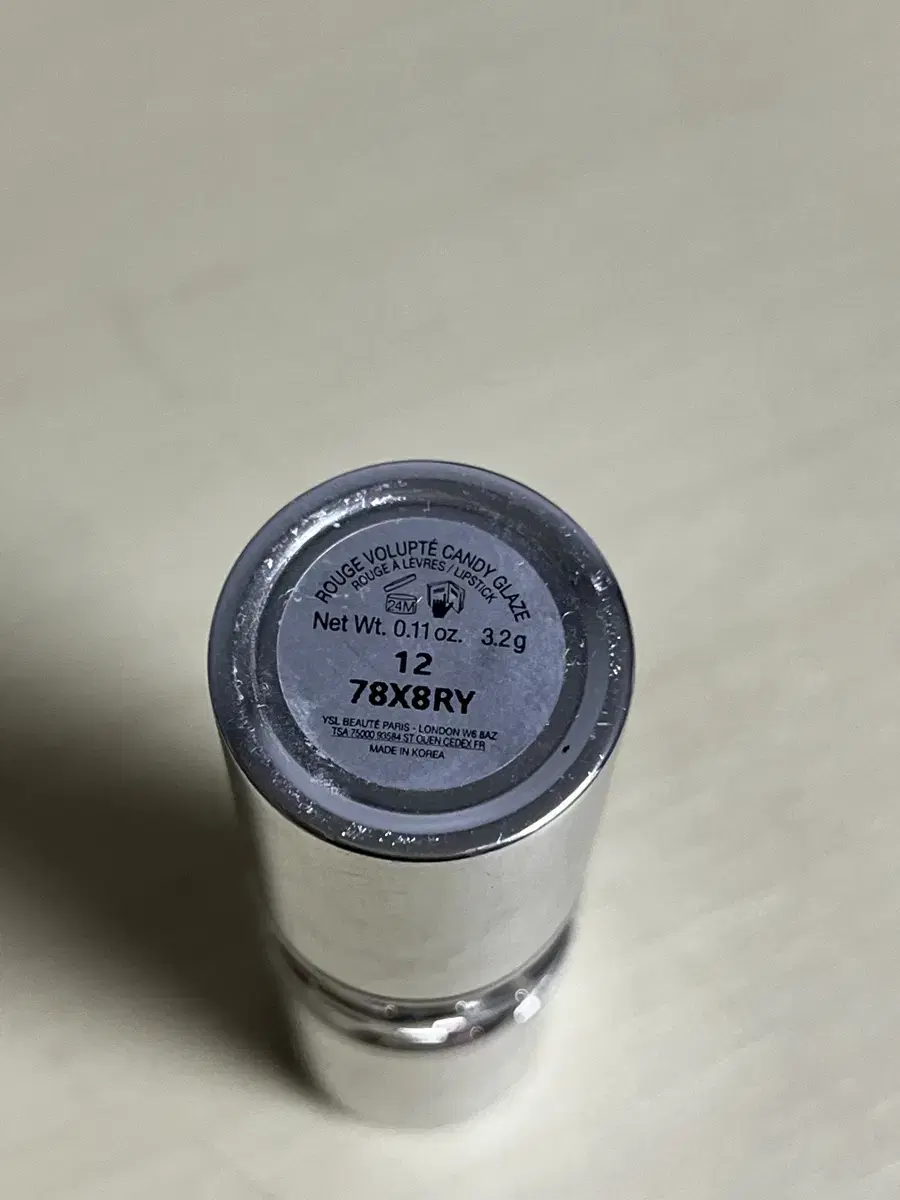 ROUGE VOLUPTÉ CANDY GLAZE
ROUGE À LÈVRES / LIPSTICK
24M
Net Wt. 0.11 oz. 3.2 g
12
78X8RY
YSL BEAUTÉ PARIS - LONDON W6 8AZ
TSA 75000 93584 ST OUEN CEDEX FR
MADE IN KOREA